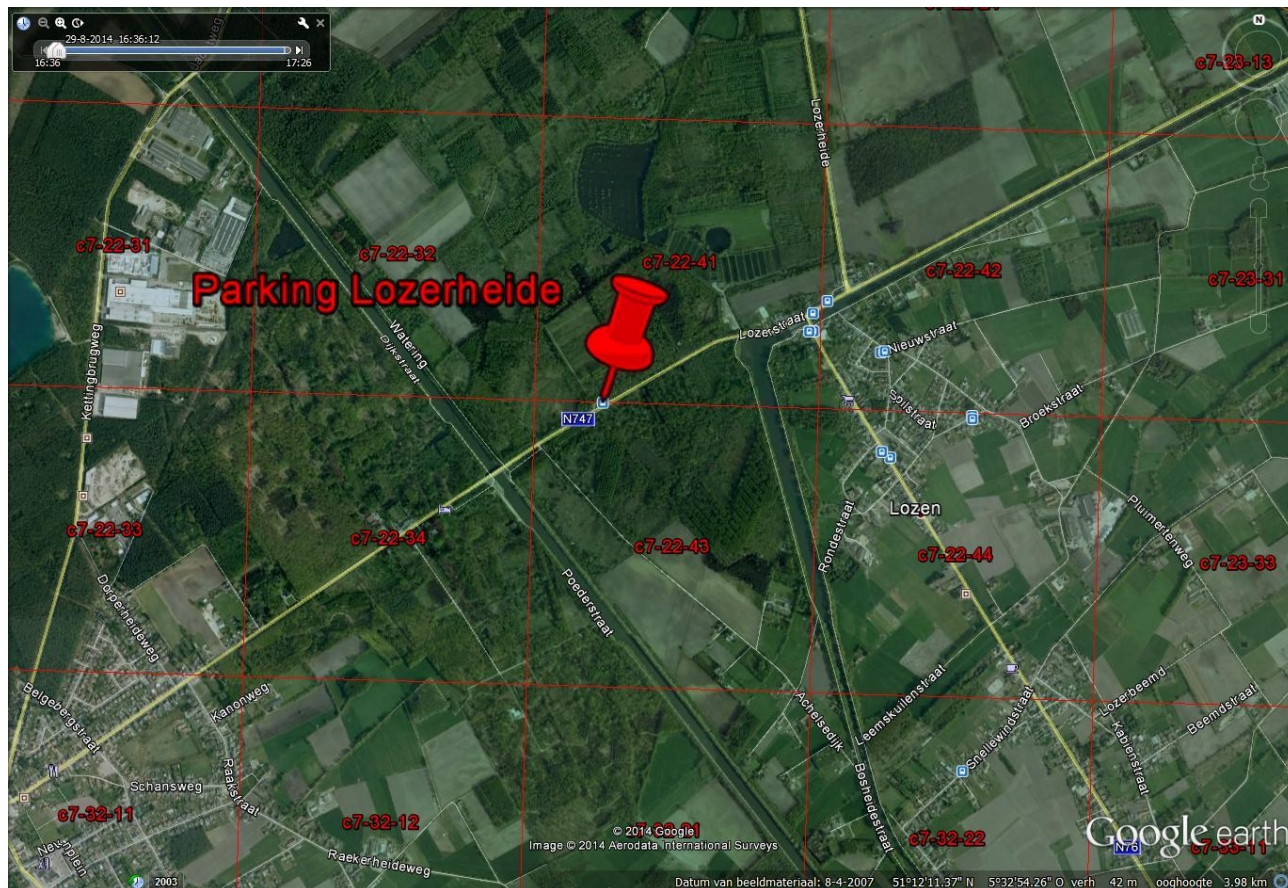 29-8-2014 16:36:12
16:36
17:26
c7-23-13
Lozerheide
c7-22-31
c7-22-32
c7-22-41
c7-22-42
c7-23-31
Parking Lozerheide
Kettingbrugweg
Watering
Dijkstraat
Lozerstraat
Nieuwstraat
Spilstraat
Broekstraat
N747
Rondestraat
Lozen
Pluimertenweg
c7-22-33
c7-22-34
c7-22-43
c7-22-44
c7-23-33
Dorperheideweg
Poederstraat
Kanonweg
Belgebergstraat
Raakstraat
Schansweg
Achelsedijk
Leemskuilenstraat
Snellewindstraat
Lozerbeemd
Beemdstraat
Kabienstraat
Bosheidestraat
c7-32-11
c7-32-12
c7-32-22
Raekerheideweg
© 2014 Google
Image © 2014 Aerodata International Surveys
Google earth
N76
2003
Datum van beeldmateriaal: 8-4-2007 51°12'11.37" N 5°32'54.26" O verh 42 m ooghoogte 3.98 km